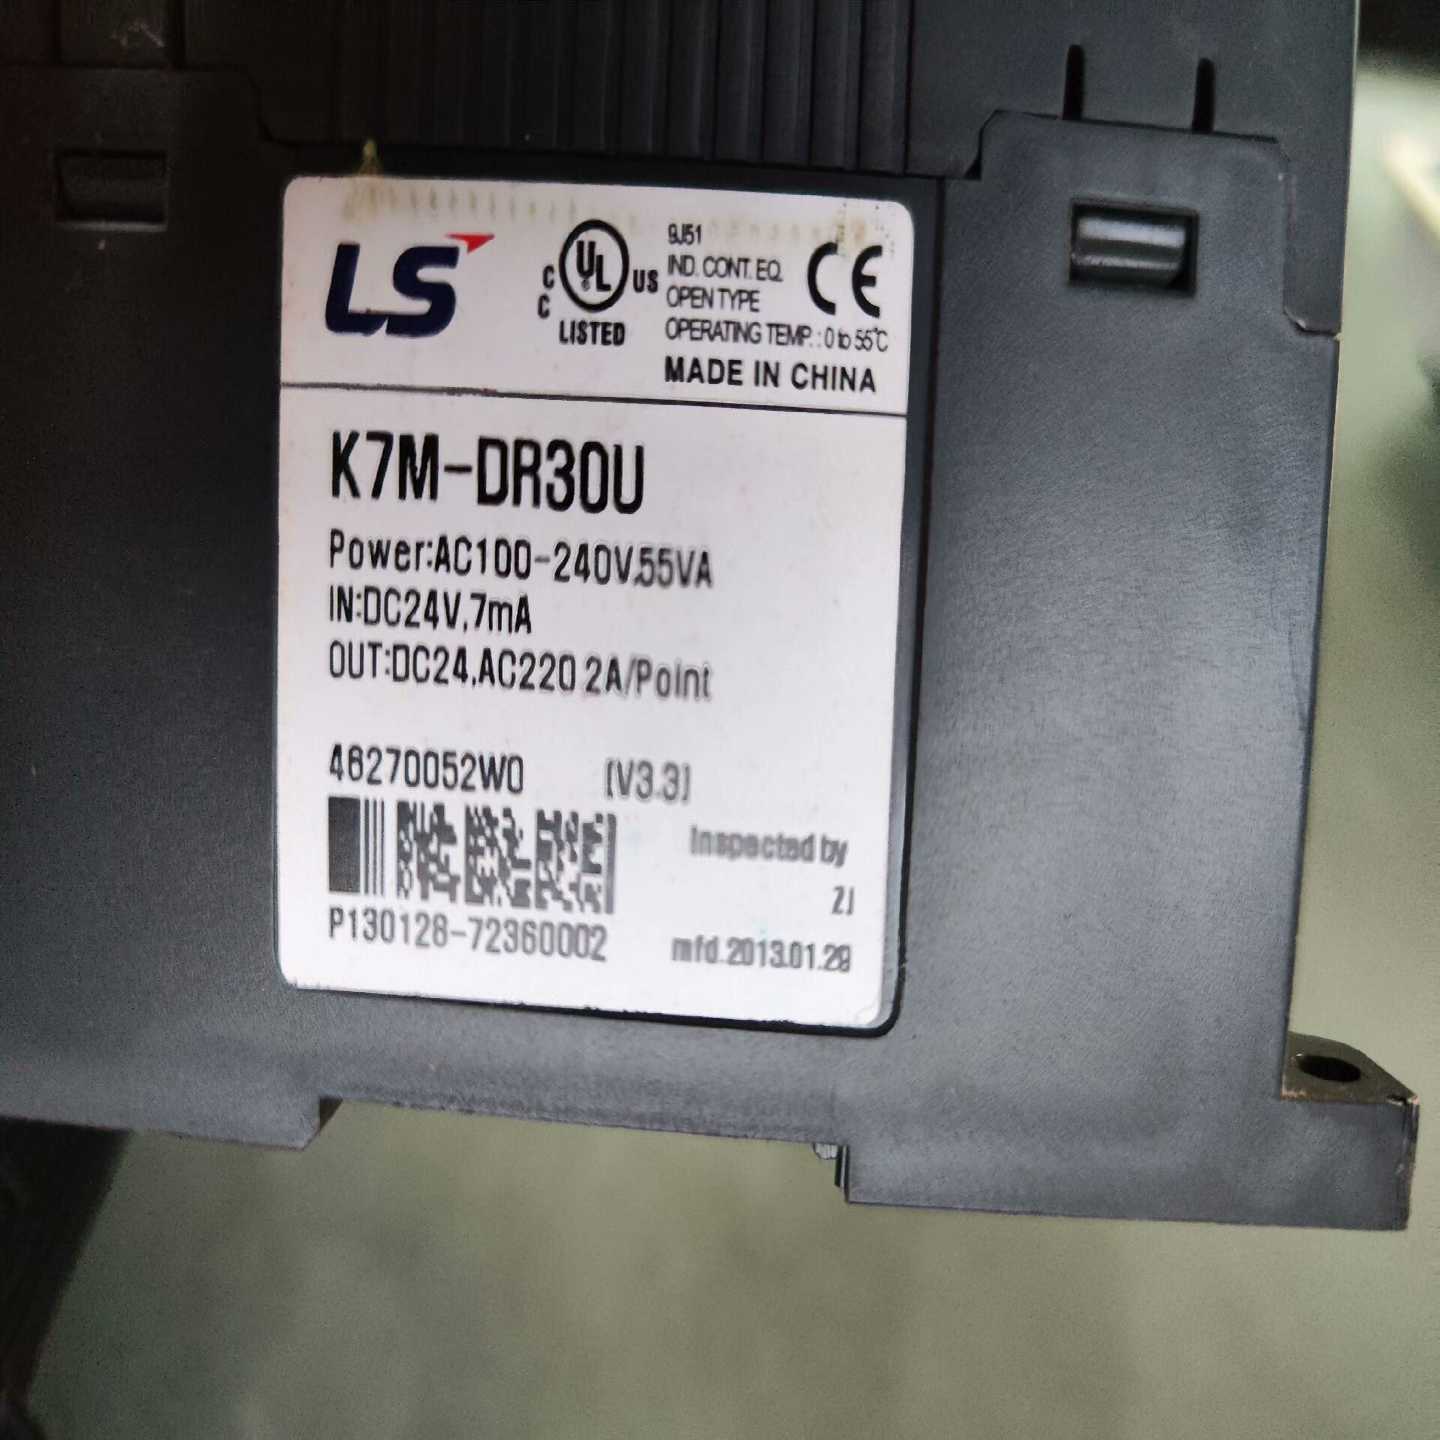 LS
C UL US
C
LISTED
9J51
IND. CONT. EQ.
OPEN TYPE
OPERATING TEMP. : 0 to 55℃
MADE IN CHINA
CE
K7M-DR30U
Power:AC100-240V,55VA
IN:DC24V,7mA
OUT:DC24,AC220 2A/Point
46270052W0 (V3.3)
Inspected by
ZJ
P130128-72360002
mfd.2013.01.29